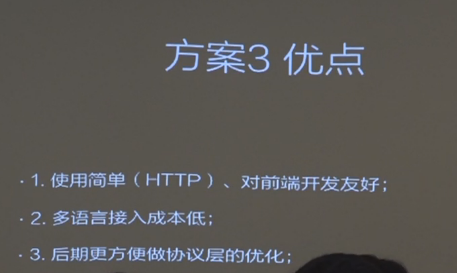 方案3 优点
· 1. 使用简单（HTTP）、对前端开发友好；
· 2. 多语言接入成本低；
· 3. 后期更方便做协议层的优化；